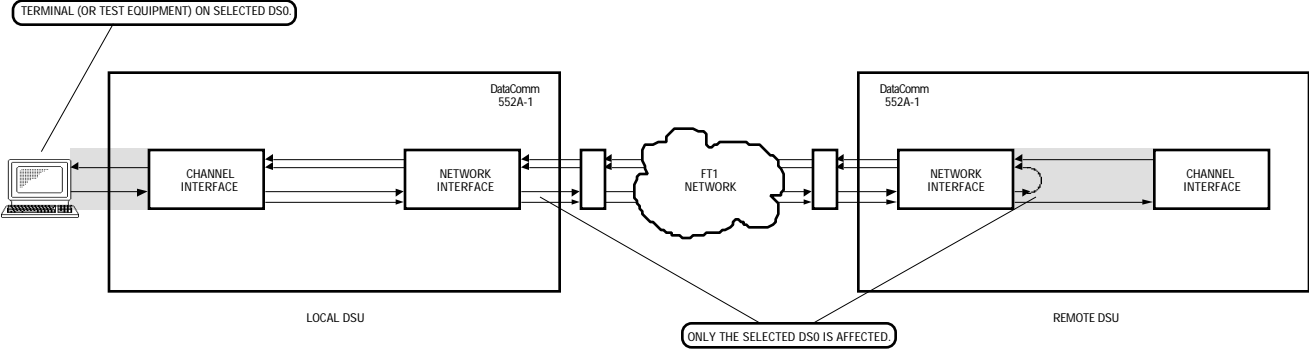 TERMINAL (OR TEST EQUIPMENT) ON SELECTED DS0.
DataComm
552A-1
DataComm
552A-1
CHANNEL
INTERFACE
NETWORK
INTERFACE
FT1
NETWORK
NETWORK
INTERFACE
CHANNEL
INTERFACE
LOCAL DSU
REMOTE DSU
ONLY THE SELECTED DS0 IS AFFECTED.